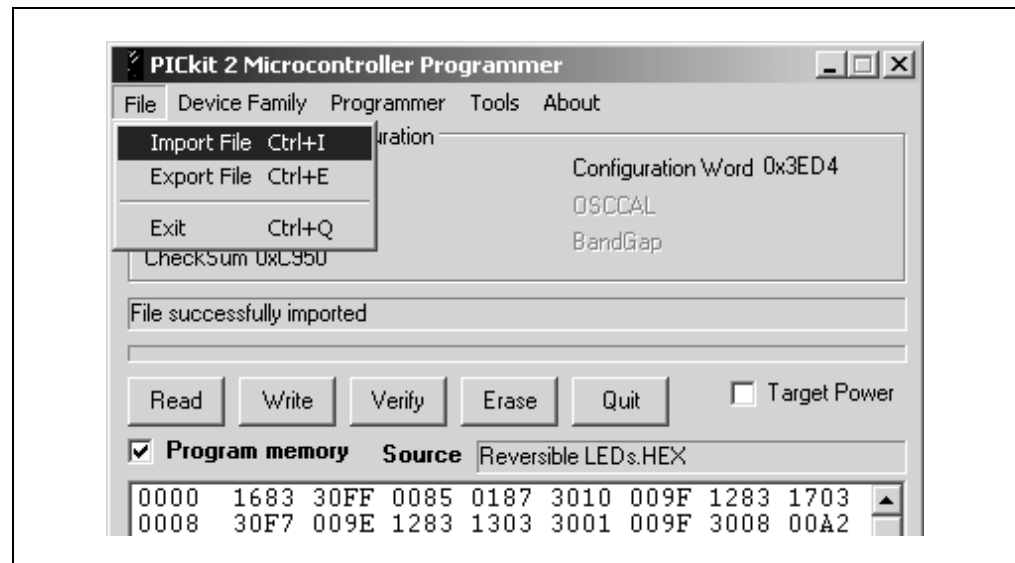 PICkit 2 Microcontroller Programmer
File Device Family Programmer Tools About
Import File Ctrl+I
Export File Ctrl+E
Exit Ctrl+Q
Configuration Word 0x3ED4
OSCCAL
BandGap
CheckSum 0xC950
File successfully imported
Read Write Verify Erase Quit Target Power
Program memory Source Reversible LEDs.HEX
0000 1683 30FF 0085 0187 3010 009F 1283 1703
0008 30F7 009E 1283 1303 3001 009F 3008 00A2